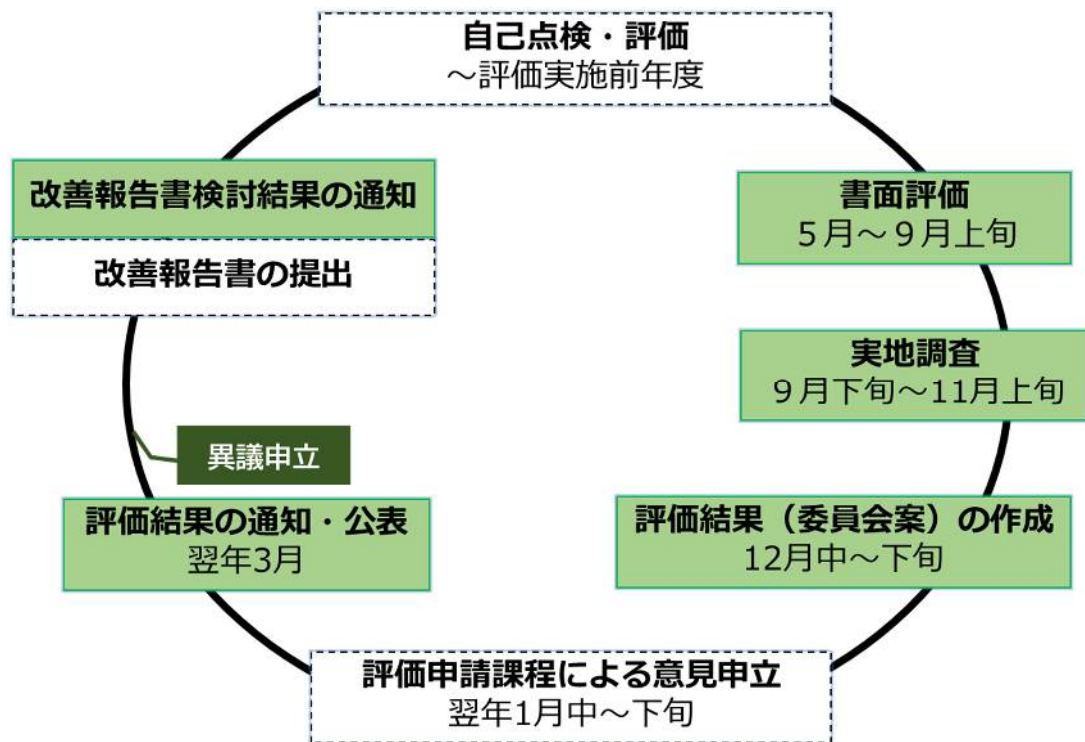 自己点検・評価
～評価実施前年度
書面評価
５月～９月上旬
実地調査
９月下旬～11月上旬
評価結果（委員会案）の作成
12月中～下旬
評価申請課程による意見申立
翌年1月中～下旬
評価結果の通知・公表
翌年3月
異議申立
改善報告書の提出
改善報告書検討結果の通知